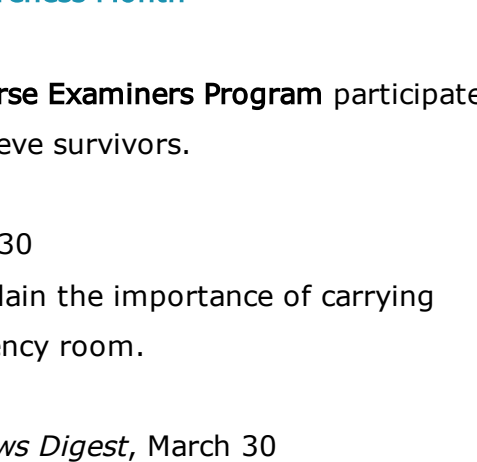 rse Examiners Program participate
eve survivors.
30
lain the importance of carrying
ency room.
ws Digest, March 30